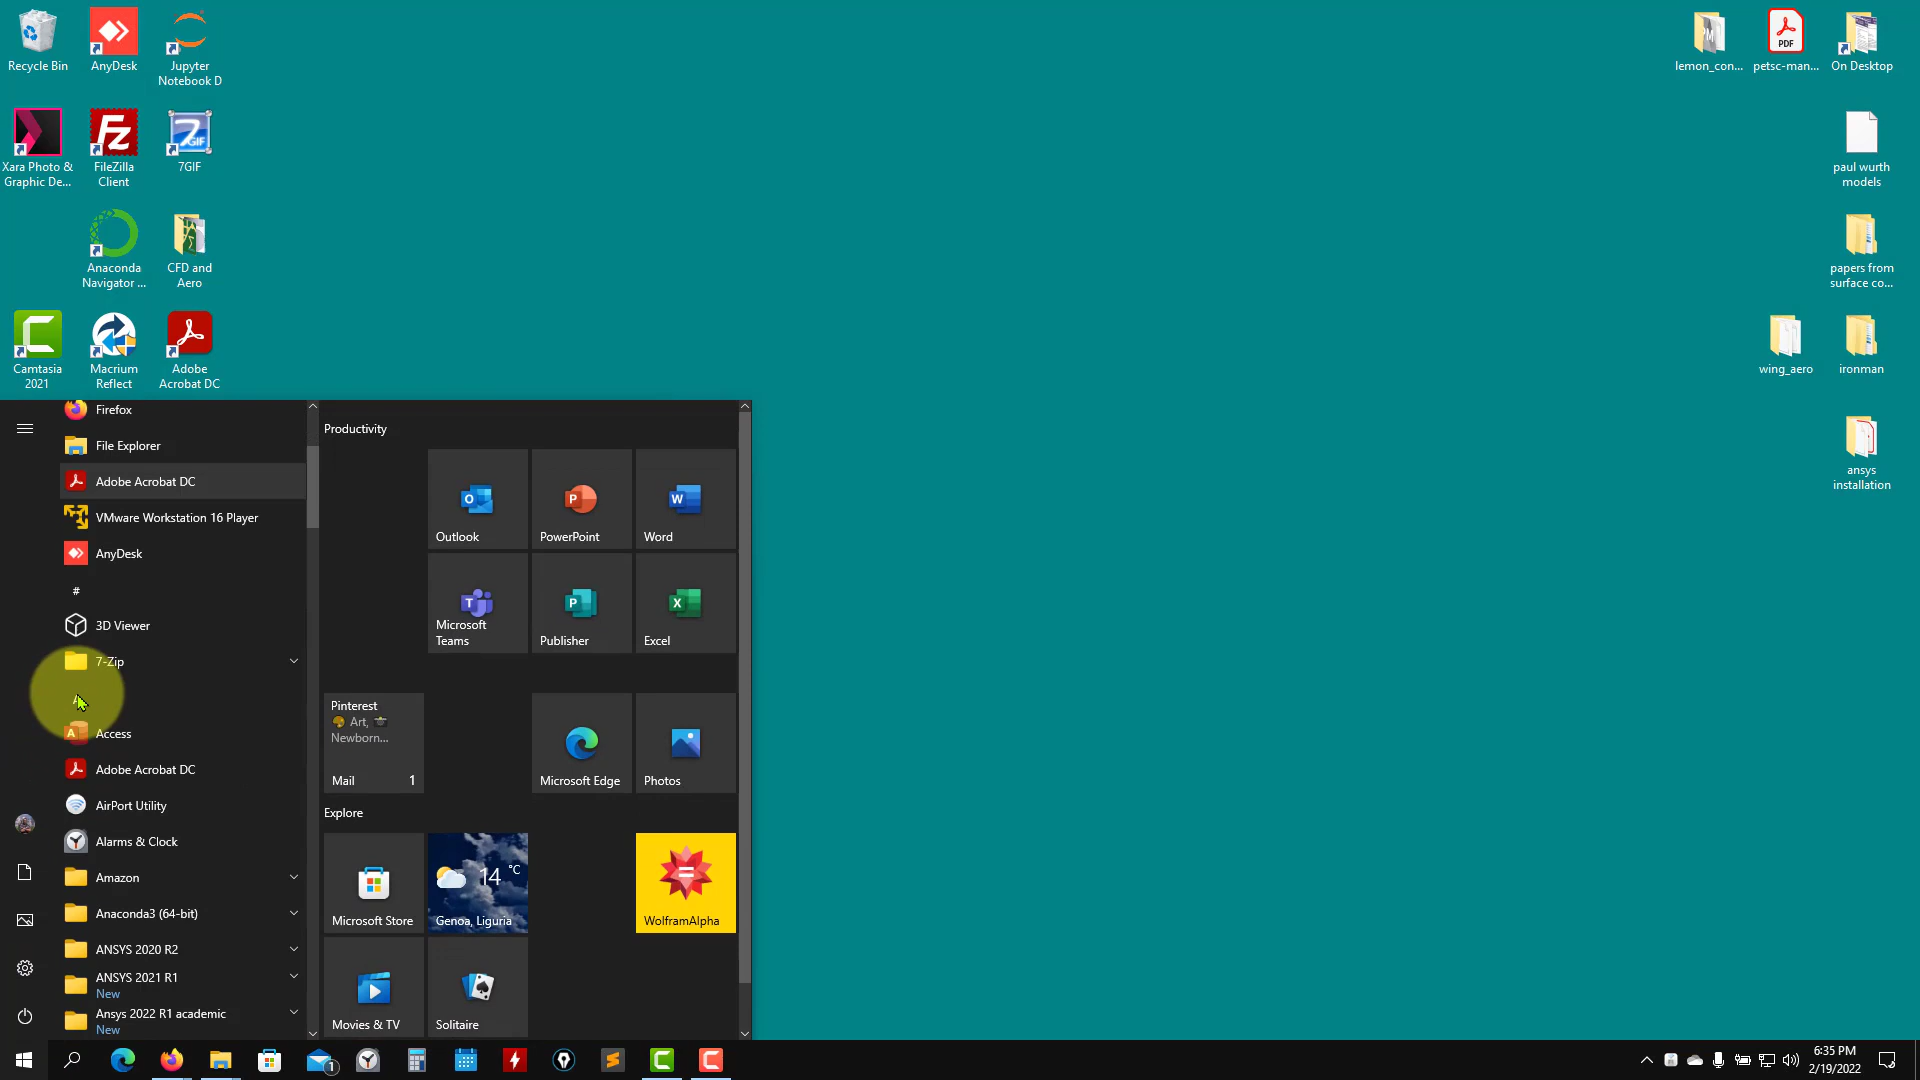 Recycle Bin
AnyDesk
Jupyter
Notebook D
lemon_con...
petsc-man...
On Desktop
PDF
Xara Photo &
Graphic De...
FileZilla
Client
7GIF
paul wurth
models
Anaconda
Navigator ...
CFD and
Aero
papers from
surface co...
Camtasia
2021
Macrium
Reflect
Adobe
Acrobat DC
wing_aero
ironman
ansys
installation
Firefox
File Explorer
Adobe Acrobat DC
VMware Workstation 16 Player
AnyDesk
#
3D Viewer
7-Zip
Access
Adobe Acrobat DC
AirPort Utility
Alarms & Clock
Amazon
Anaconda3 (64-bit)
ANSYS 2020 R2
ANSYS 2021 R1
New
Ansys 2022 R1 academic
New
Productivity
Outlook
PowerPoint
Word
Microsoft
Teams
Publisher
Excel
Pinterest
Art,
Newborn...
Mail 1
Microsoft Edge
Photos
Explore
Microsoft Store
14 °C
Genoa, Liguria
WolframAlpha
Movies & TV
Solitaire
1
6:35 PM
2/19/2022